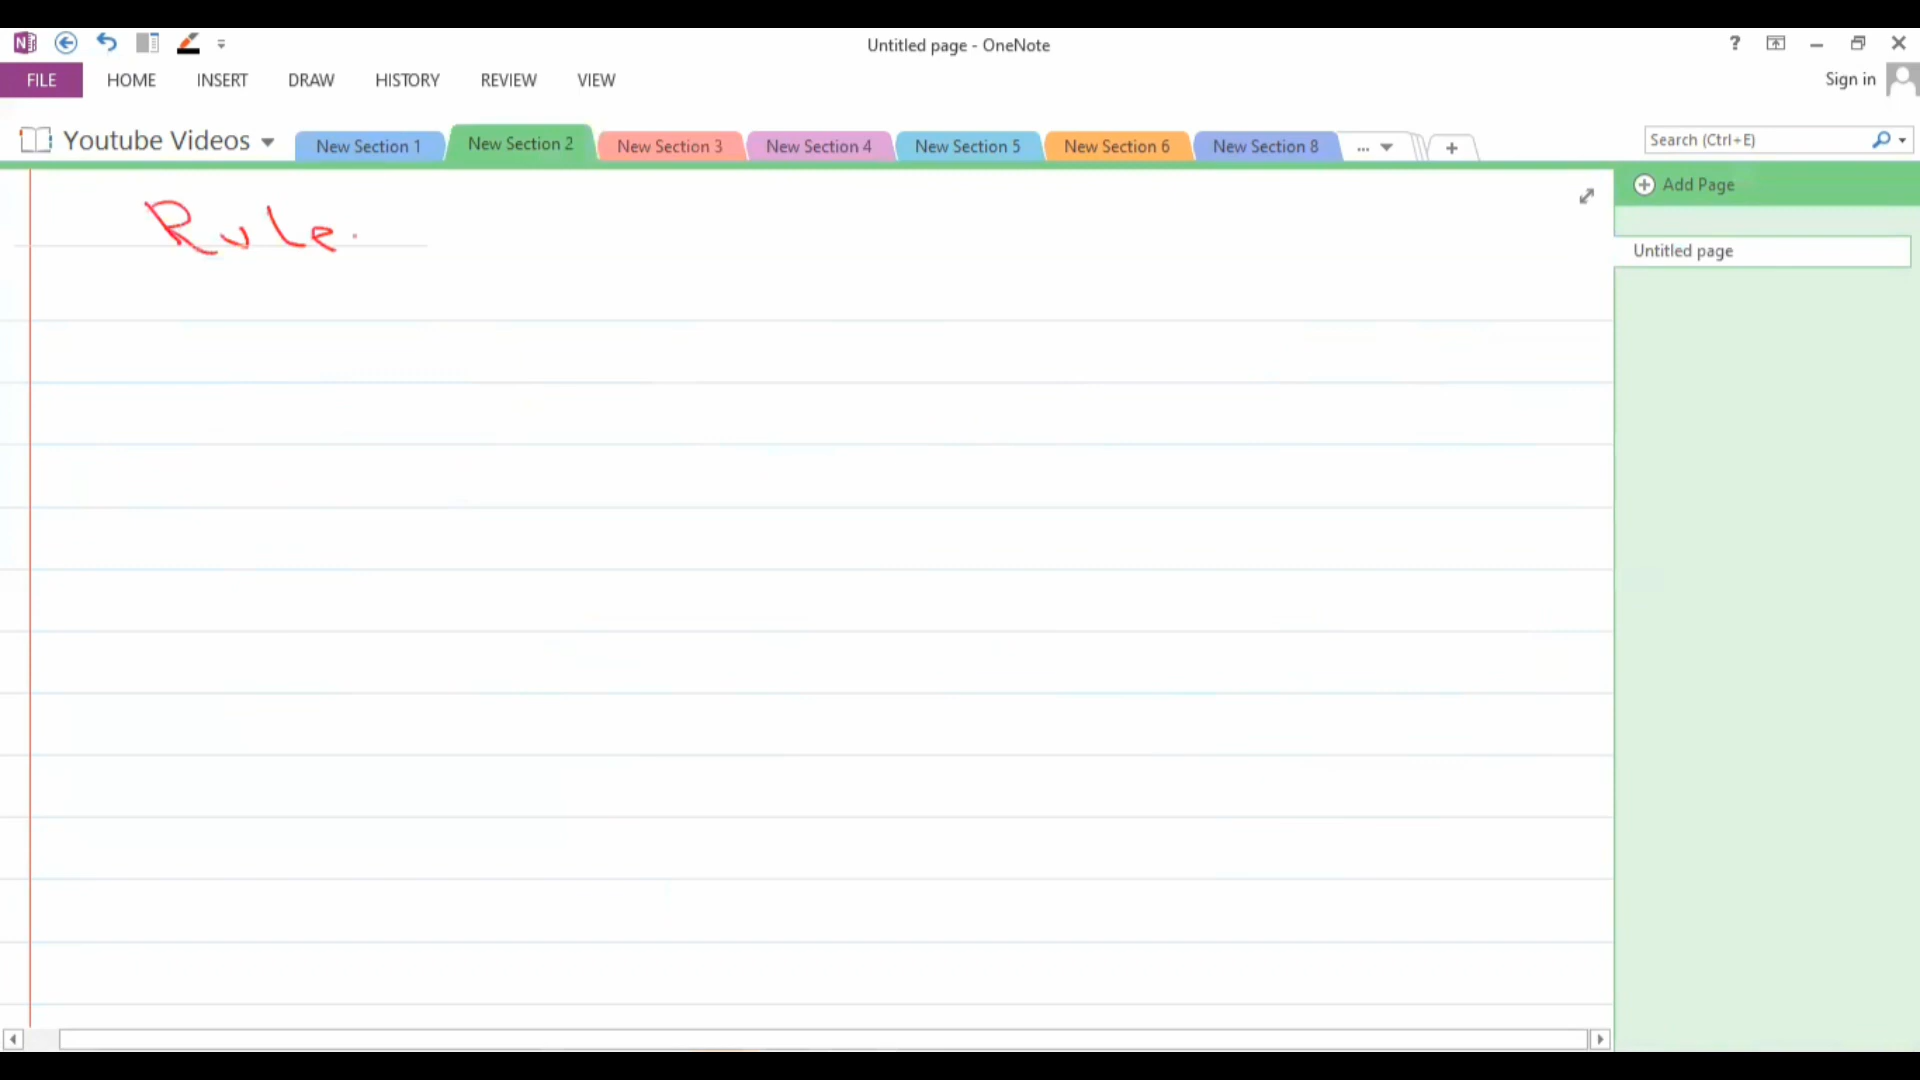 Untitled page - OneNote
?
FILE HOME INSERT DRAW HISTORY REVIEW VIEW Sign in
Youtube Videos New Section 1 New Section 2 New Section 3 New Section 4 New Section 5 New Section 6 New Section 8 ... + Search (Ctrl+E)
Add Page
Rule.
Untitled page